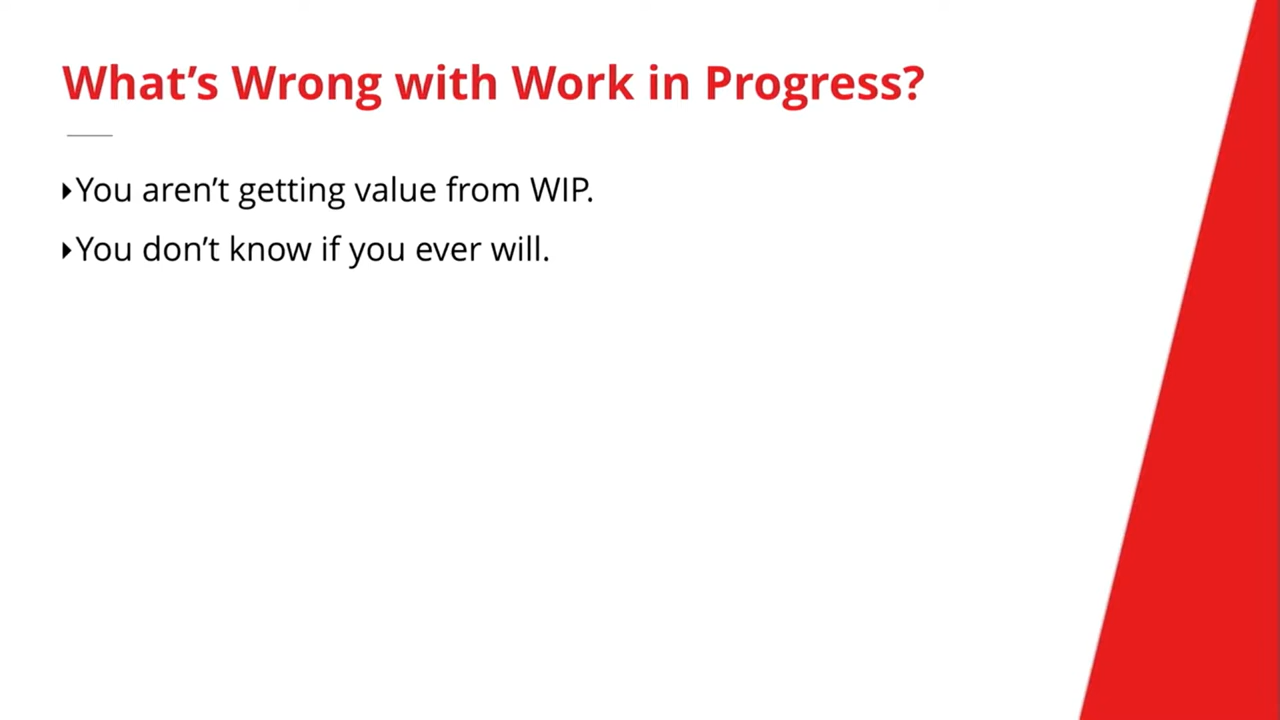 What’s Wrong with Work in Progress?
‣You aren’t getting value from WIP.
‣You don’t know if you ever will.